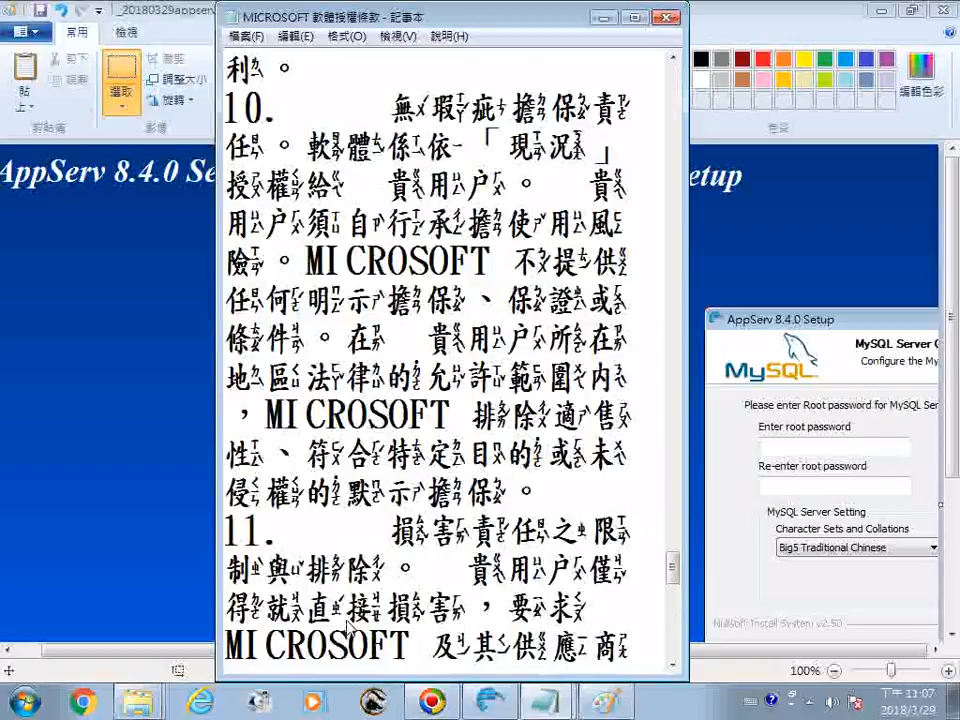 _20180329appserv
常用
檢視
貼上
剪下
複製
剪貼簿
選取
裁剪
調整大小
旋轉
影像
色彩
編輯色彩
MICROSOFT 軟體授權條款 - 記事本
檔案(F) 編輯(E) 格式(O) 檢視(V) 說明(H)
利。
10. 無瑕疵擔保責
任。軟體係依「現況」
授權給 貴用戶。 貴
用戶須自行承擔使用風
險。MICROSOFT 不提供
任何明示擔保、保證或
條件。在 貴用戶所在
地區法律的允許範圍內
，MICROSOFT 排除適售
性、符合特定目的或未
侵權的默示擔保。
11. 損害責任之限
制與排除。 貴用戶僅
得就直接損害，要求
MICROSOFT 及其供應商
AppServ 8.4.0 Se
etup
AppServ 8.4.0 Setup
MySQL
MySQL Server C
Configure the My
Please enter Root password for MySQL Ser
Enter root password
Re-enter root password
MySQL Server Setting
Character Sets and Collations
Big5 Traditional Chinese
Nullsoft Install System v2.50
100%
下午 11:07
2018/3/29